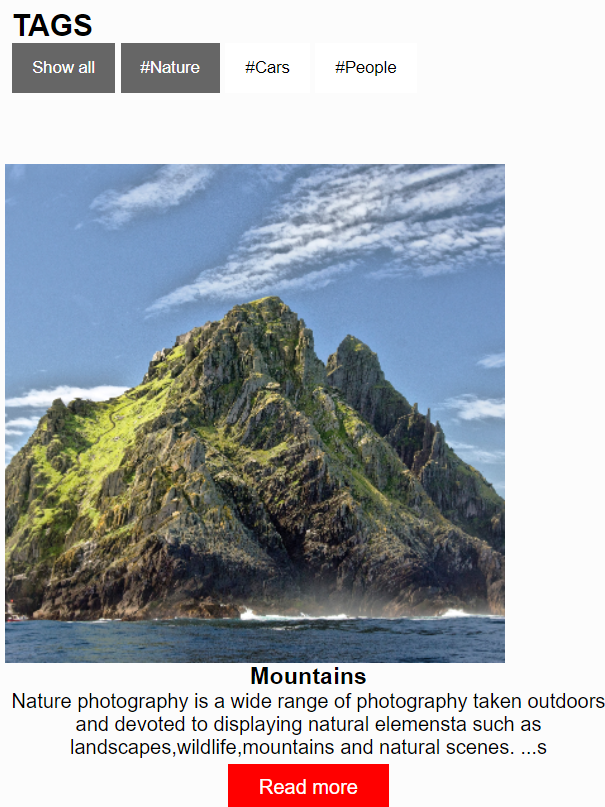 TAGS
Show all #Nature #Cars #People
Mountains
Nature photography is a wide range of photography taken outdoors
and devoted to displaying natural elemensta such as
landscapes,wildlife,mountains and natural scenes. ...s
Read more